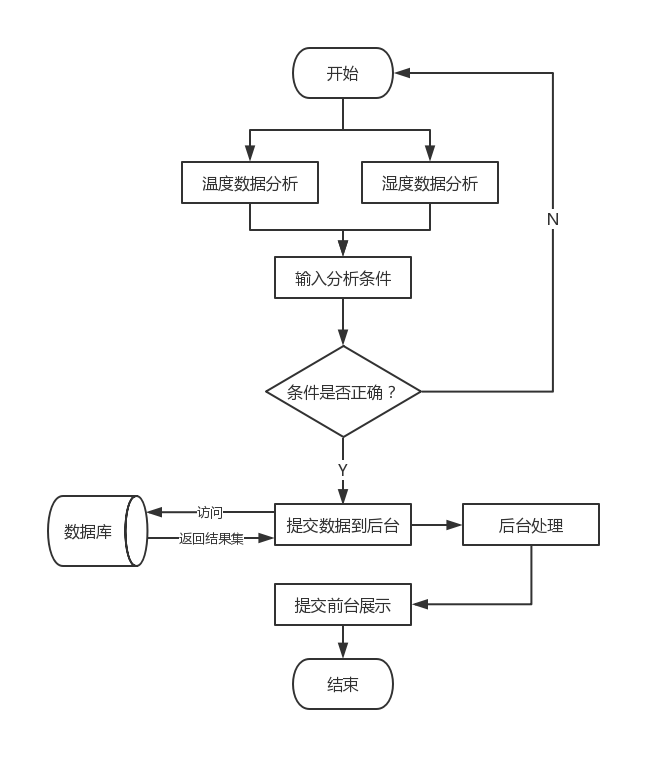 开始
温度数据分析
湿度数据分析
N
输入分析条件
条件是否正确？
Y
数据库
访问
返回结果集
提交数据到后台
后台处理
提交前台展示
结束